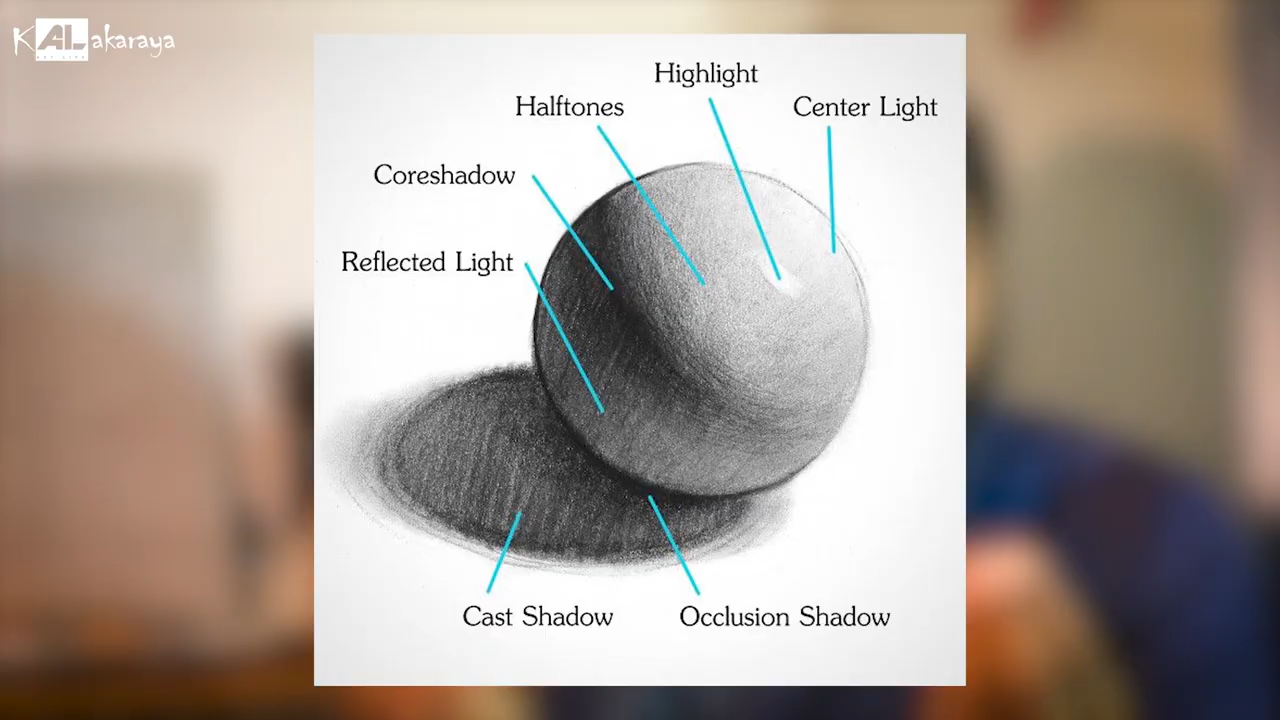 KALakaraya
Highlight
Halftones
Center Light
Coreshadow
Reflected Light
Cast Shadow
Occlusion Shadow